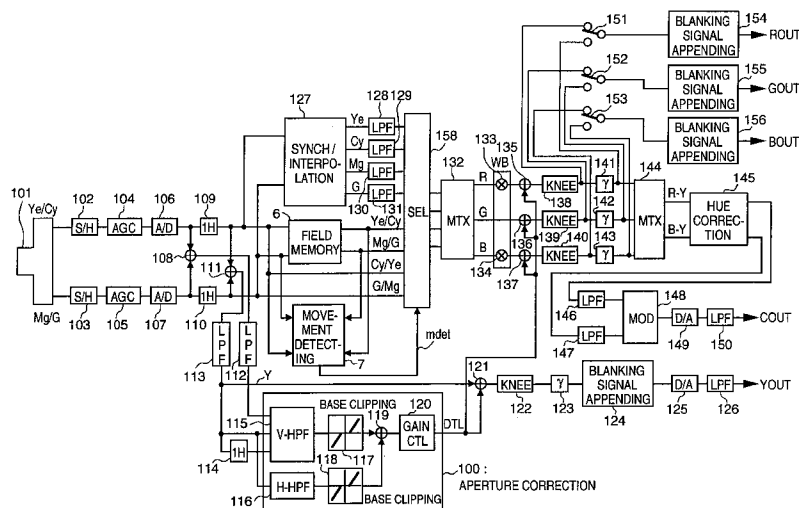 151
BLANKING
SIGNAL
APPENDING
154
ROUT
152
BLANKING
SIGNAL
APPENDING
155
GOUT
153
BLANKING
SIGNAL
APPENDING
156
BOUT
127
SYNCH/
INTERPO-
LATION
Ye
Cy
Mg
G
128
129
LPF
LPF
LPF
LPF
130
131
158
SEL
132
MTX
133
WB
135
R
G
B
134
136
137
KNEE
138
KNEE
139
140
KNEE
141
γ
142
γ
143
γ
144
MTX
R-Y
B-Y
145
HUE
CORRECTION
101
Ye/Cy
Mg/G
102
S/H
104
AGC
106
A/D
109
1H
108
111
S/H
103
AGC
105
A/D
107
1H
110
6
FIELD
MEMORY
Ye/Cy
Mg/G
Cy/Ye
G/Mg
MOVE-
MENT
DETECT-
ING
7
mdet
LPF
113
LPF
112
Y
146
LPF
147
LPF
148
MOD
D/A
149
LPF
150
COUT
121
KNEE
122
γ
123
BLANKING
SIGNAL
APPENDING
124
D/A
125
LPF
126
YOUT
115
V-HPF
BASE CLIPPING
117
119
120
GAIN
CTL
DTL
114
1H
116
H-HPF
118
BASE CLIPPING
100 :
APERTURE CORRECTION